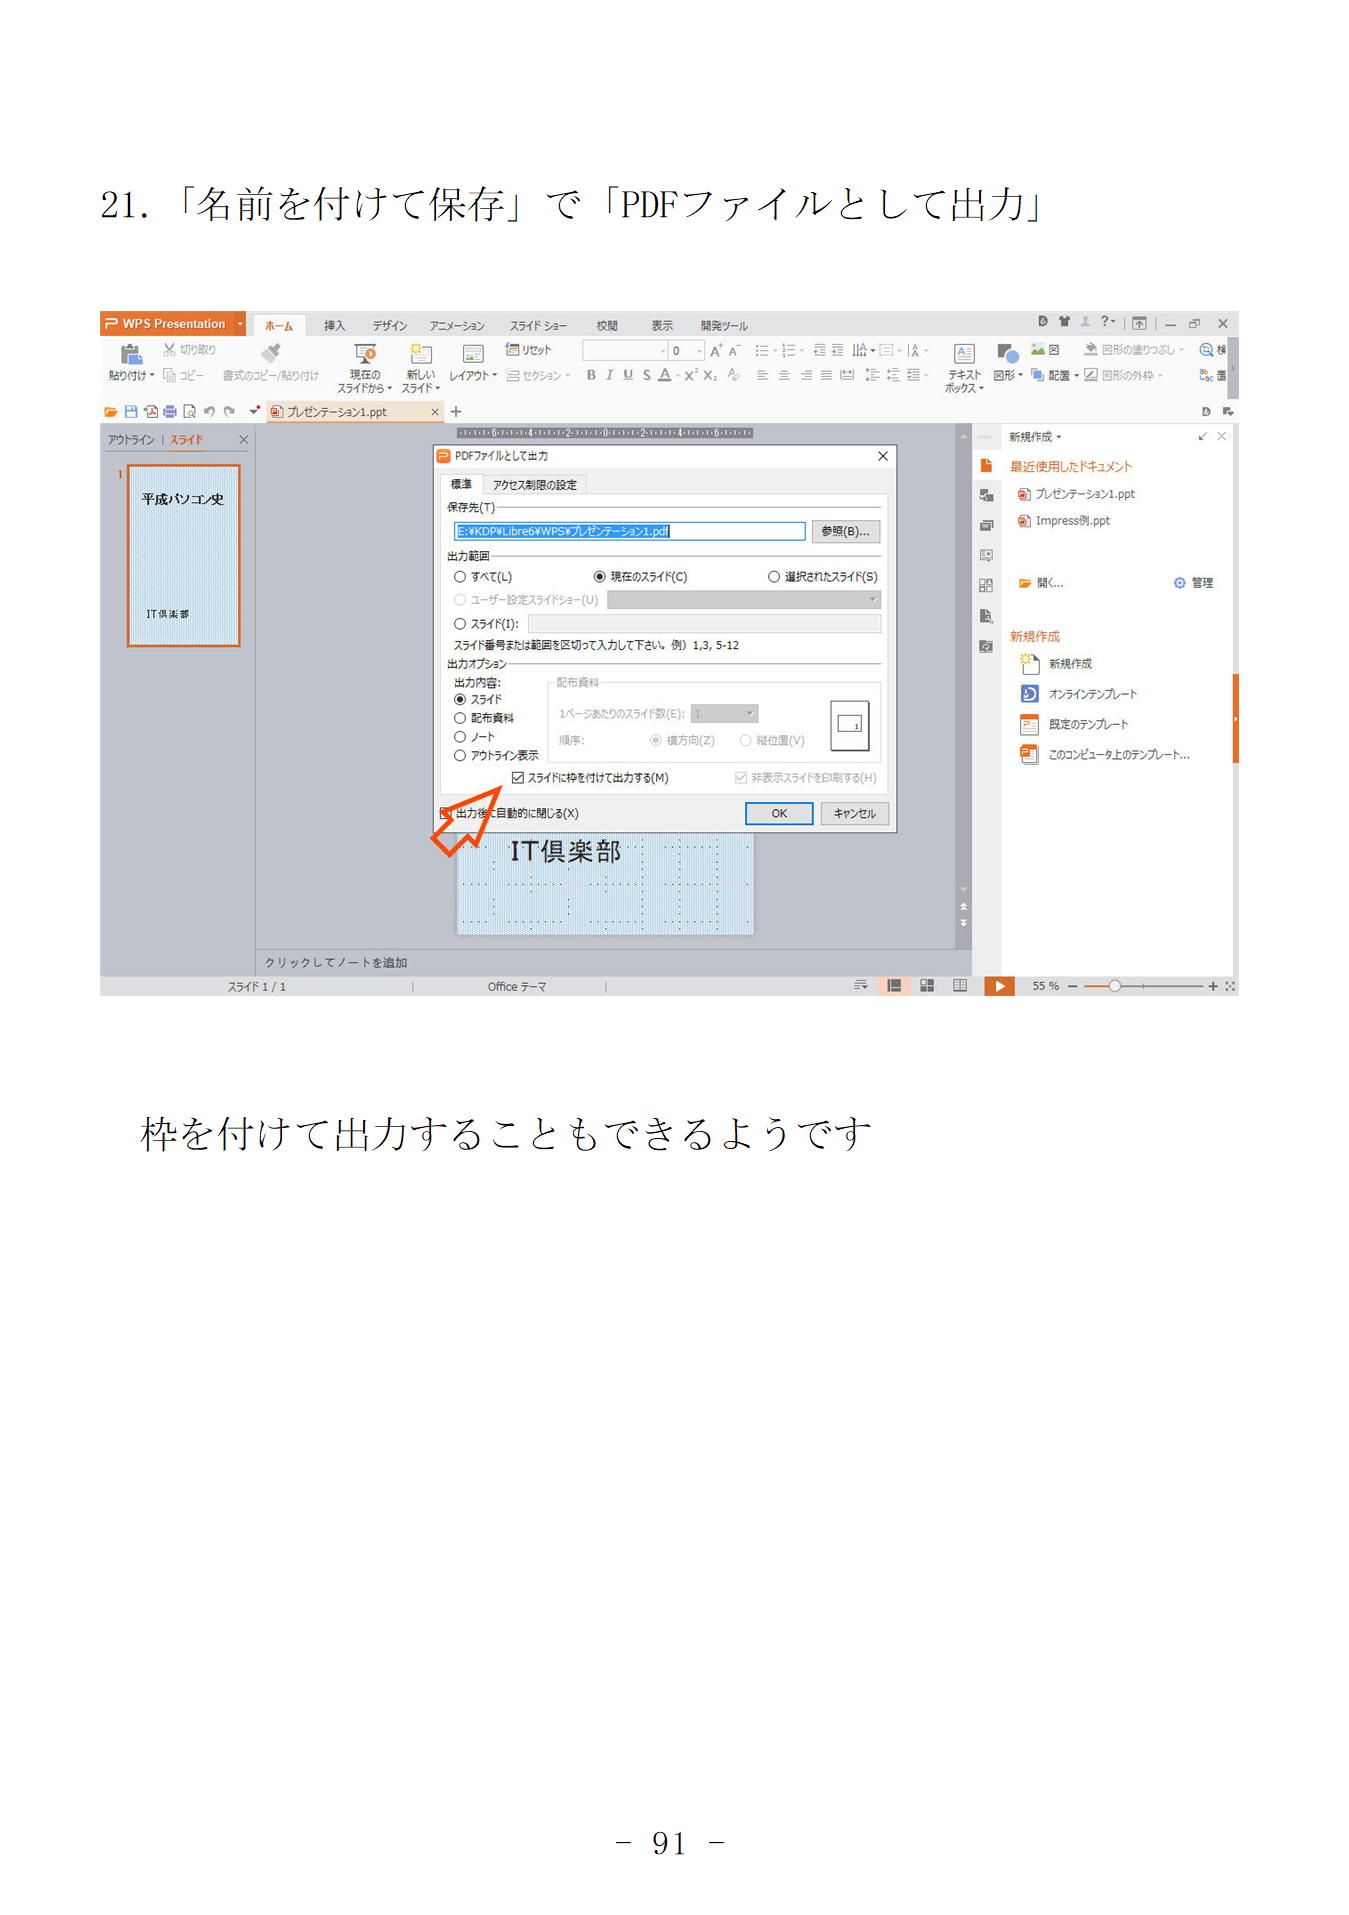 21.「名前を付けて保存」で「PDFファイルとして出力」
WPS Presentation
ホーム 挿入 デザイン アニメーション スライド ショー 校閲 表示 開発ツール
切り取り リセット 0 図 図形の塗りつぶし 検
貼り付け コピー 書式のコピー/貼り付け 現在の スライドから 新しい スライド レイアウト セクション B I U S A X² X₂ テキスト ボックス 図形 配置 図形の外枠 置
プレゼンテーション1.ppt
アウトライン スライド
1
平成パソコン史
IT倶楽部
PDFファイルとして出力
標準 アクセス制限の設定
保存先(T)
E:¥KDP¥Libre6¥WPS¥プレゼンテーション1.pdf 参照(B)...
出力範囲
すべて(L) 現在のスライド(C) 選択されたスライド(S)
ユーザー設定スライドショー(U)
スライド(I):
スライド番号または範囲を区切って入力して下さい。例）1,3, 5-12
出力オプション
出力内容: 配布資料
スライド
配布資料 1ページあたりのスライド数(E): 1
ノート 順序: 横方向(Z) 縦位置(V)
アウトライン表示
1
スライドに枠を付けて出力する(M) 非表示スライドを印刷する(H)
出力後に自動的に閉じる(X) OK キャンセル
IT倶楽部
クリックしてノートを追加
新規作成
最近使用したドキュメント
プレゼンテーション1.ppt
Impress例.ppt
開く... 管理
新規作成
新規作成
オンラインテンプレート
既定のテンプレート
このコンピュータ上のテンプレート...
スライド 1 / 1 Office テーマ 55 %
枠を付けて出力することもできるようです
- 91 -